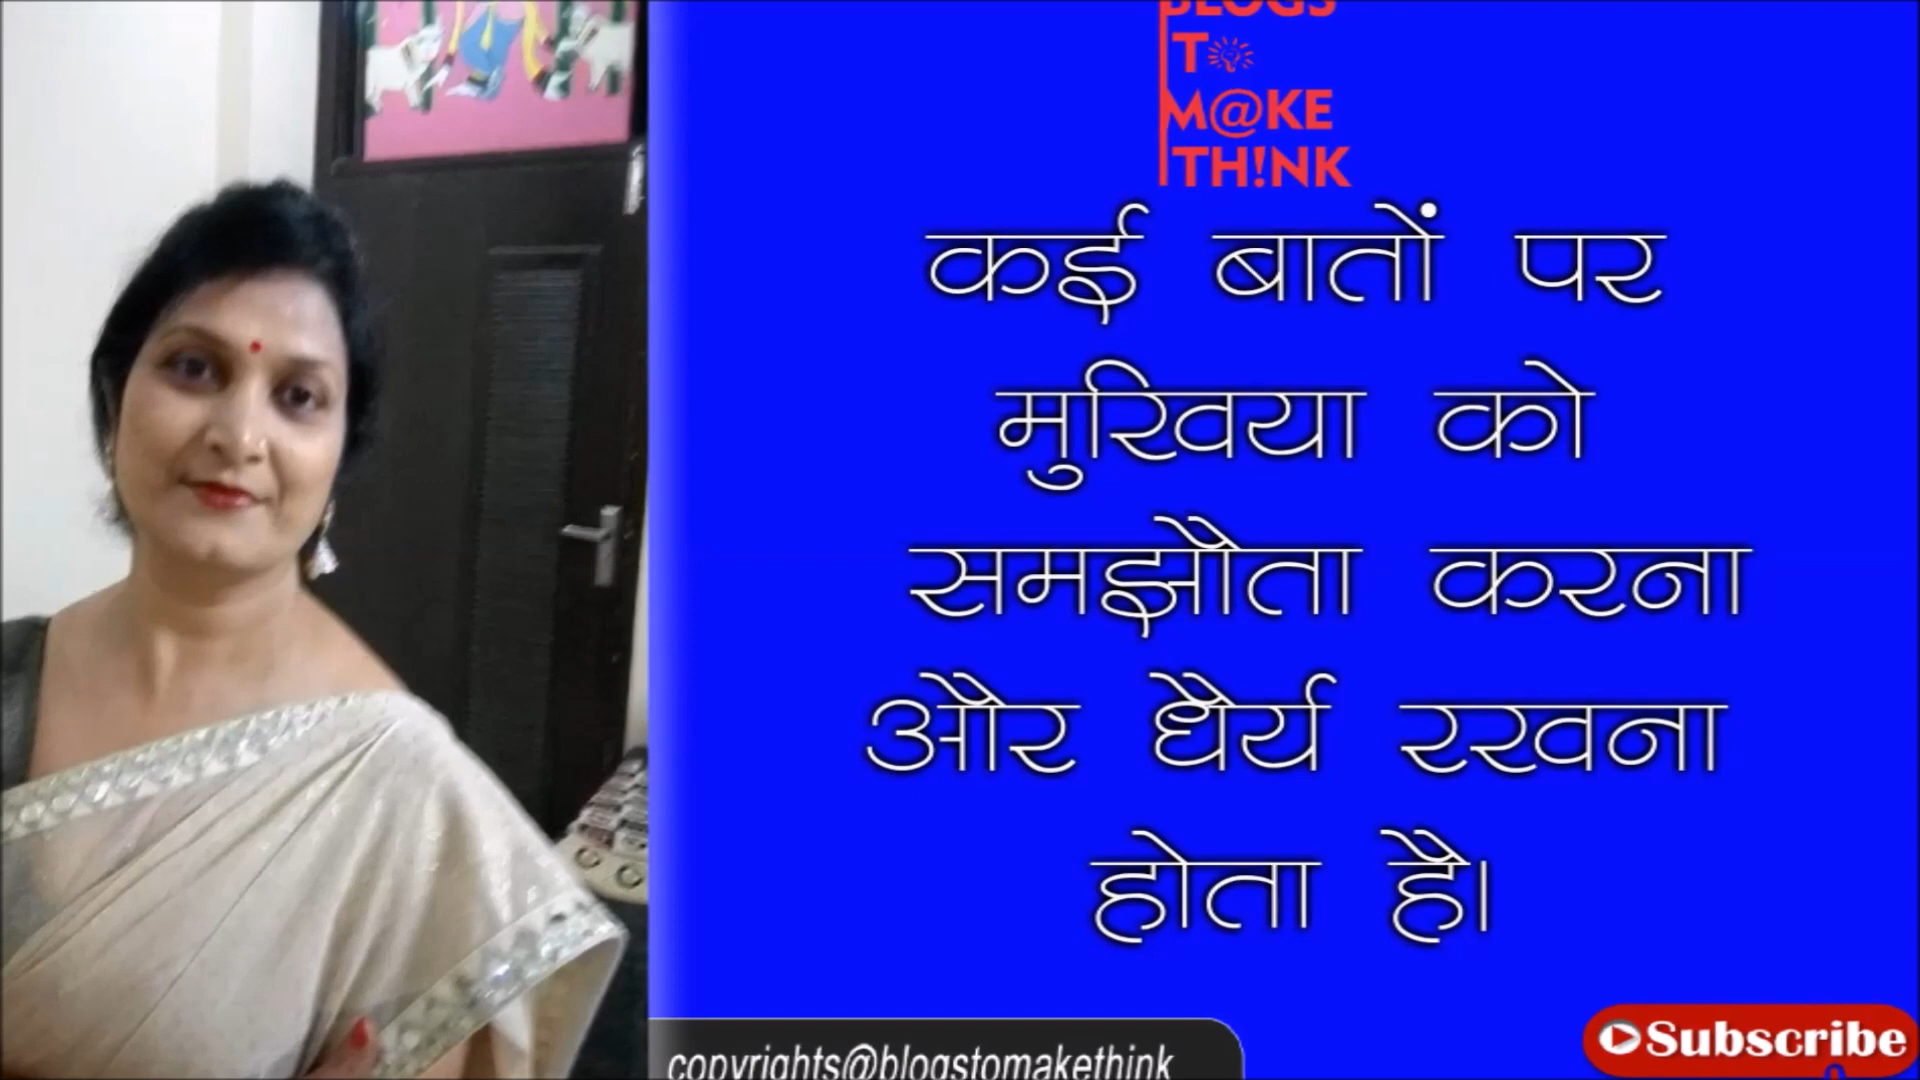 BLOGS
TO
M@KE
TH!NK
कई बातों पर
मुखिया को
समझौता करना
और धैर्य रखना
होता है।
copyrights@blogstomakethink
Subscribe